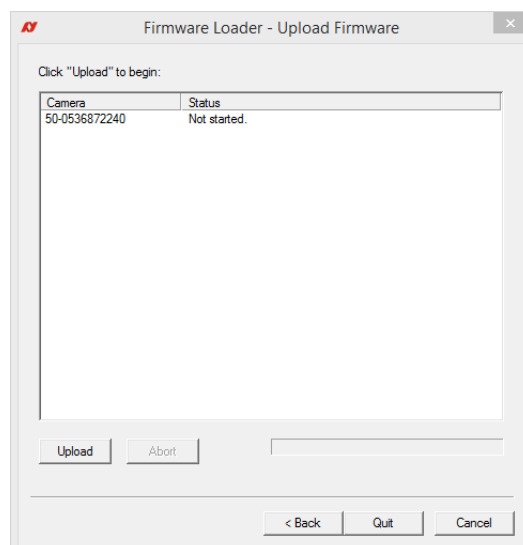 Firmware Loader - Upload Firmware
Click "Upload" to begin:
Camera Status
50-0536872240 Not started.
Upload Abort
< Back Quit Cancel